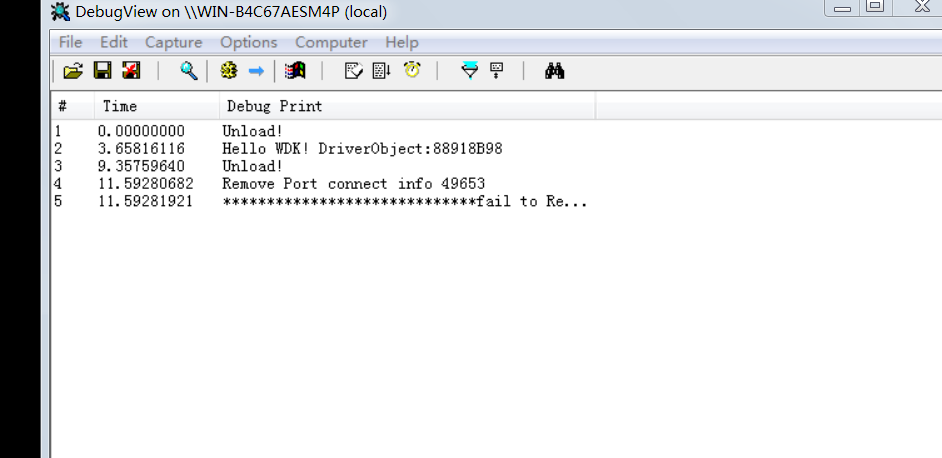 DebugView on \\WIN-B4C67AESM4P (local)
File Edit Capture Options Computer Help
# Time Debug Print
1 0.00000000 Unload!
2 3.65816116 Hello WDK! DriverObject:88918B98
3 9.35759640 Unload!
4 11.59280682 Remove Port connect info 49653
5 11.59281921 *****************************fail to Re...